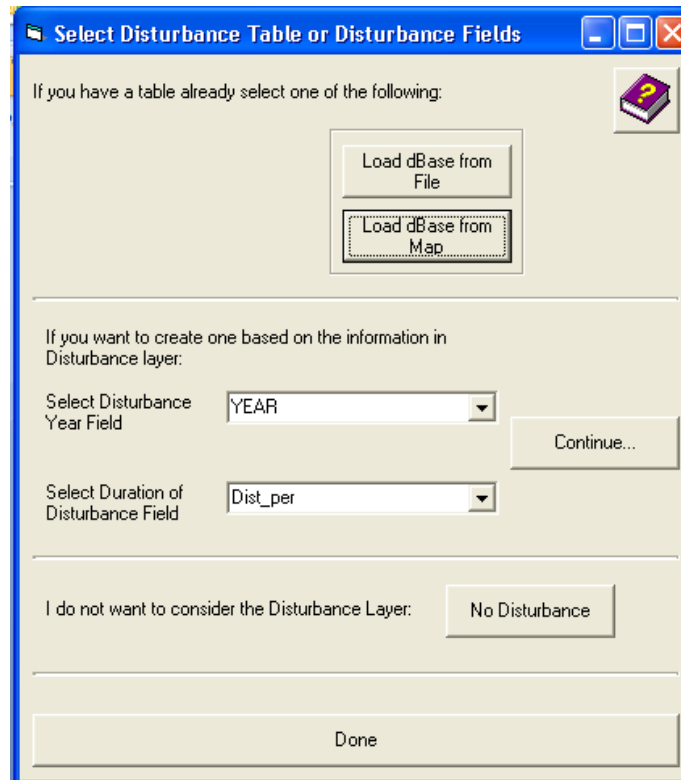 Select Disturbance Table or Disturbance Fields
If you have a table already select one of the following:
Load dBase from
File
Load dBase from
Map
If you want to create one based on the information in
Disturbance layer:
Select Disturbance
Year Field
YEAR
Continue...
Select Duration of
Disturbance Field
Dist_per
I do not want to consider the Disturbance Layer:
No Disturbance
Done